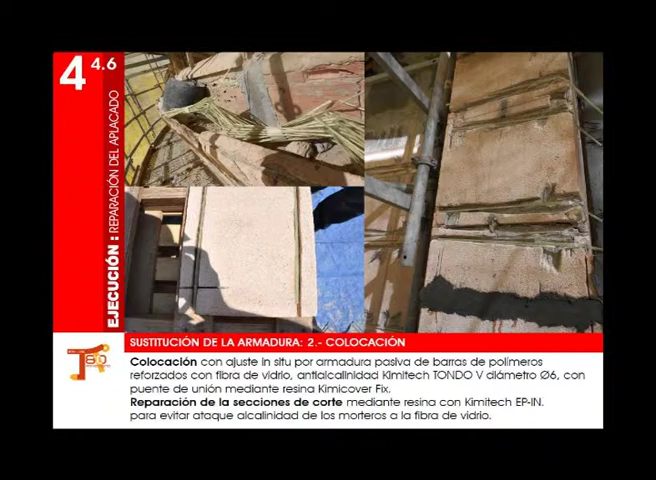 4 4.6
EJECUCIÓN : REPARACIÓN DEL APLACADO
SUSTITUCIÓN DE LA ARMADURA: 2.- COLOCACIÓN
Colocación con ajuste in situ por armadura pasiva de barras de polímeros
reforzados con fibra de vidrio, antialcalinidad Kimitech TONDO V diámetro Ø6, con
puente de unión mediante resina Kimicover Fix.
Reparación de la secciones de corte mediante resina con Kimitech EP-IN.
para evitar ataque alcalinidad de los morteros a la fibra de vidrio.